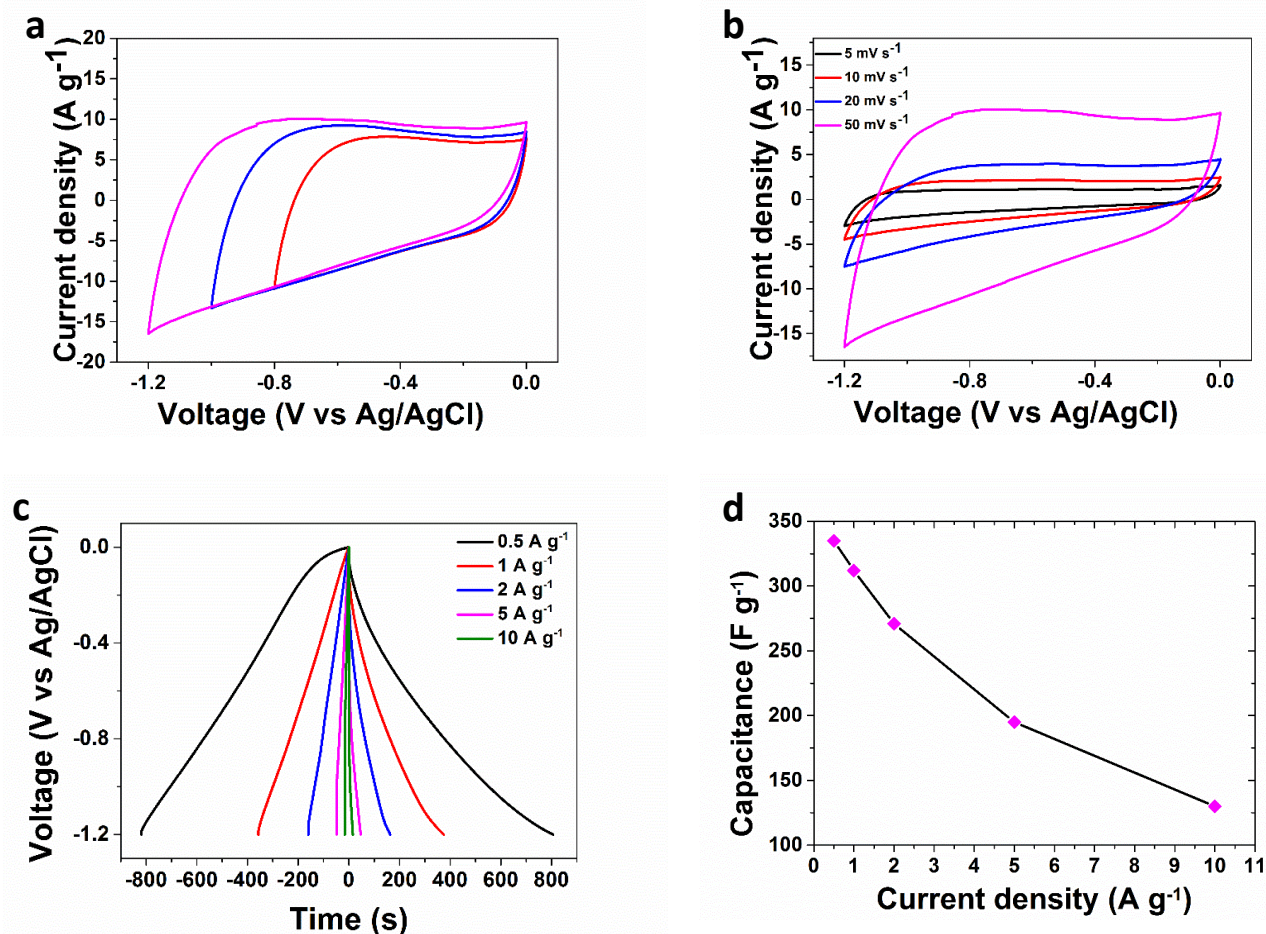 a
20
15
10
5
0
-5
-10
-15
-20
-1.2 -0.8 -0.4 0.0
Current density (A g⁻¹)
Voltage (V vs Ag/AgCl)
b
5 mV s⁻¹
10 mV s⁻¹
20 mV s⁻¹
50 mV s⁻¹
15
10
5
0
-5
-10
-15
-1.2 -0.8 -0.4 0.0
Current density (A g⁻¹)
Voltage (V vs Ag/AgCl)
c
0.5 A g⁻¹
1 A g⁻¹
2 A g⁻¹
5 A g⁻¹
10 A g⁻¹
0.0
-0.4
-0.8
-1.2
-800 -600 -400 -200 0 200 400 600 800
Voltage (V vs Ag/AgCl)
Time (s)
d
350
300
250
200
150
100
0 1 2 3 4 5 6 7 8 9 10 11
Capacitance (F g⁻¹)
Current density (A g⁻¹)